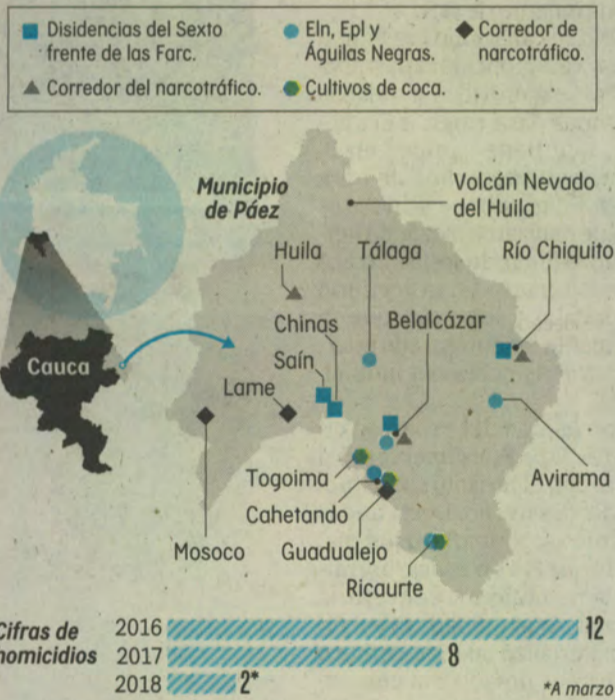 Disidencias del Sexto
frente de las Farc.
Eln, Epl y
Águilas Negras.
Corredor de
narcotráfico.
Corredor del narcotráfico.
Cultivos de coca.
Municipio
de Páez
Volcán Nevado
del Huila
Huila
Tálaga
Río Chiquito
Chinas
Belalcázar
Saín
Cauca
Lame
Togoima
Avirama
Cahetando
Mosoco
Guadualejo
Ricaurte
Cifras de
homicidios
2016
12
2017
8
2018
2*
*A marzo